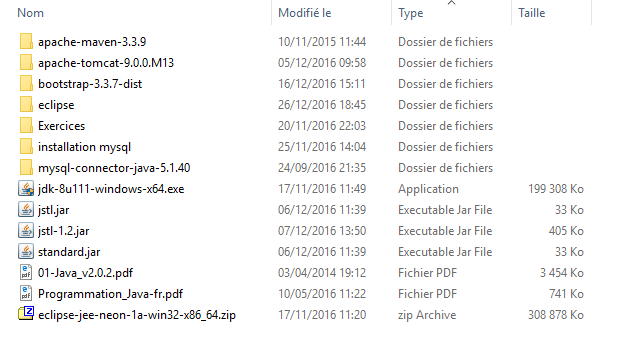 Nom Modifié le Type Taille
apache-maven-3.3.9 10/11/2015 11:44 Dossier de fichiers
apache-tomcat-9.0.0.M13 05/12/2016 09:58 Dossier de fichiers
bootstrap-3.3.7-dist 16/12/2016 15:11 Dossier de fichiers
eclipse 26/12/2016 18:45 Dossier de fichiers
Exercices 20/11/2016 22:03 Dossier de fichiers
installation mysql 25/11/2016 14:04 Dossier de fichiers
mysql-connector-java-5.1.40 24/09/2016 21:35 Dossier de fichiers
jdk-8u111-windows-x64.exe 17/11/2016 11:49 Application 199 308 Ko
jstl.jar 06/12/2016 11:39 Executable Jar File 33 Ko
jstl-1.2.jar 07/12/2016 13:50 Executable Jar File 405 Ko
standard.jar 06/12/2016 11:39 Executable Jar File 33 Ko
01-Java_v2.0.2.pdf 03/04/2014 19:12 Fichier PDF 3 454 Ko
Programmation_Java-fr.pdf 10/05/2016 11:22 Fichier PDF 741 Ko
eclipse-jee-neon-1a-win32-x86_64.zip 17/11/2016 11:20 zip Archive 308 878 Ko